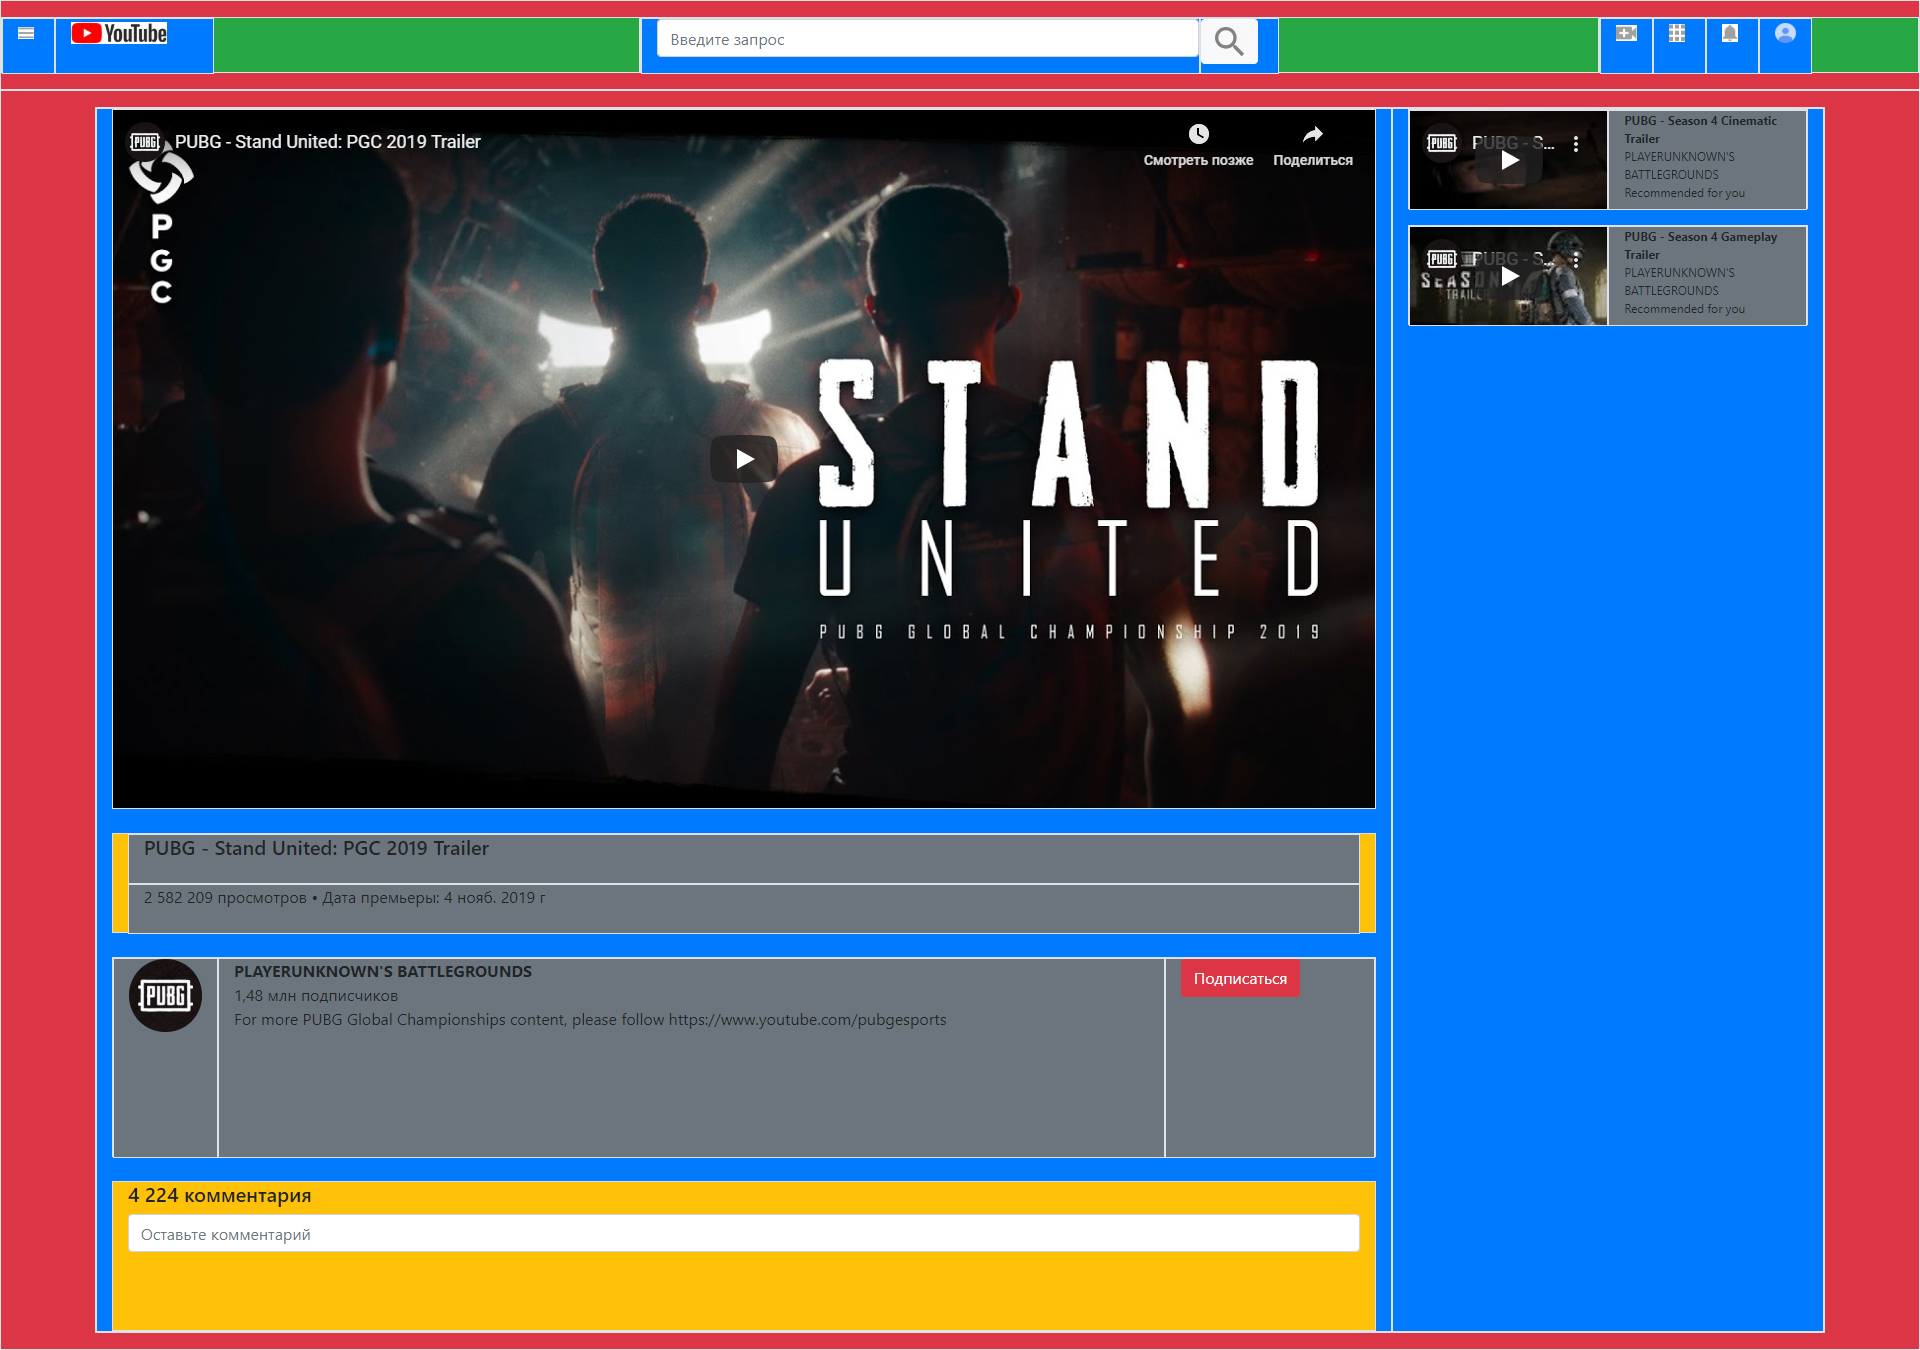 YouTube
Введите запрос
PUBG
PUBG - Stand United: PGC 2019 Trailer
Смотреть позже
Поделиться
P
G
C
STAND
UNITED
PUBG GLOBAL CHAMPIONSHIP 2019
PUBG
PUBG - S...
PUBG - Season 4 Cinematic
Trailer
PLAYERUNKNOWN'S
BATTLEGROUNDS
Recommended for you
PUBG
PUBG - S...
SEASON
TRAILER
PUBG - Season 4 Gameplay
Trailer
PLAYERUNKNOWN'S
BATTLEGROUNDS
Recommended for you
PUBG - Stand United: PGC 2019 Trailer
2 582 209 просмотров • Дата премьеры: 4 нояб. 2019 г
PUBG
PLAYERUNKNOWN'S BATTLEGROUNDS
1,48 млн подписчиков
For more PUBG Global Championships content, please follow https://www.youtube.com/pubgesports
Подписаться
4 224 комментария
Оставьте комментарий